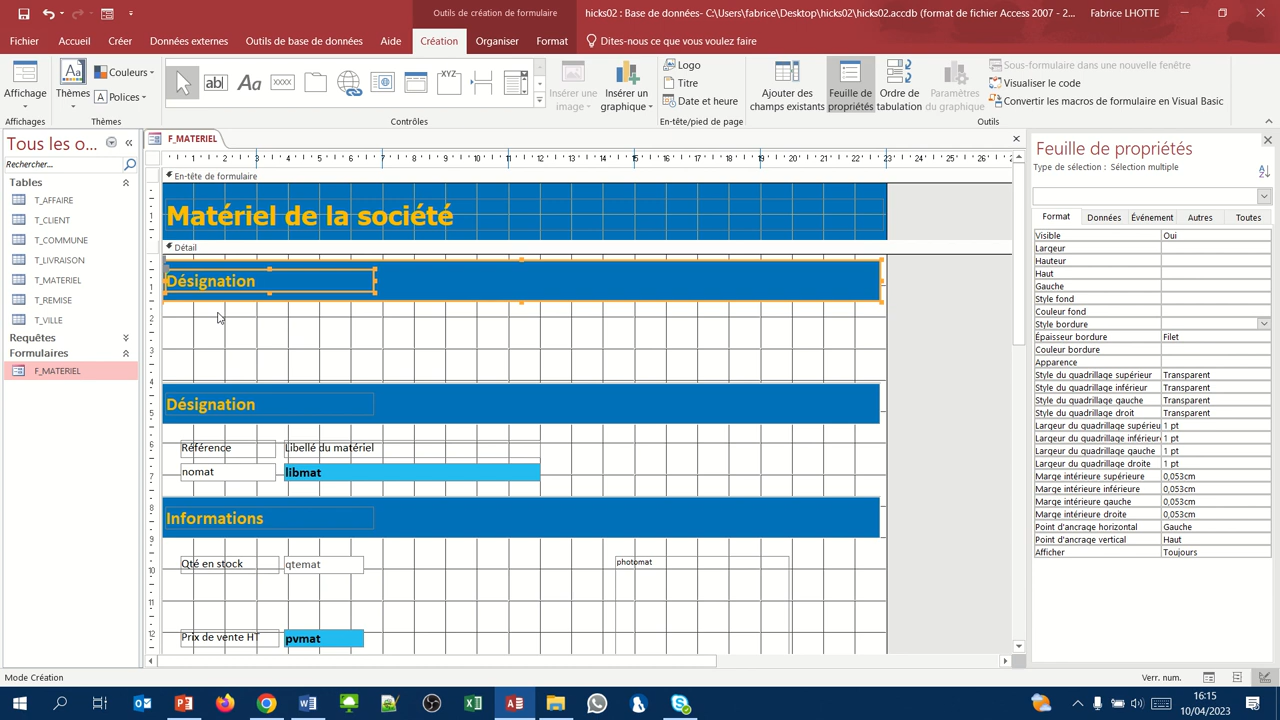 Outils de création de formulaire
hicks02 : Base de données- C:\Users\fabrice\Desktop\hicks02\hicks02.accdb (format de fichier Access 2007 - 2...
Fabrice LHOTTE
Fichier
Accueil
Créer
Données externes
Outils de base de données
Aide
Création
Organiser
Format
Dites-nous ce que vous voulez faire
Affichage
Thèmes
Couleurs
Polices
Insérer une image
Insérer un graphique
Logo
Titre
Date et heure
Ajouter des champs existants
Feuille de propriétés
Ordre de tabulation
Paramètres du graphique
Sous-formulaire dans une nouvelle fenêtre
Visualiser le code
Convertir les macros de formulaire en Visual Basic
Affichages
Thèmes
Contrôles
En-tête/pied de page
Outils
Tous les o...
Rechercher...
Tables
T_AFFAIRE
T_CLIENT
T_COMMUNE
T_LIVRAISON
T_MATERIEL
T_REMISE
T_VILLE
Requêtes
Formulaires
F_MATERIEL
F_MATERIEL
En-tête de formulaire
Matériel de la société
Détail
Désignation
Désignation
Référence
Libellé du matériel
nomat
libmat
Informations
Qté en stock
qtemat
photomat
Prix de vente HT
pvmat
Feuille de propriétés
Type de sélection : Sélection multiple
Format
Données
Événement
Autres
Toutes
Visible Oui
Largeur
Hauteur
Haut
Gauche
Style fond
Couleur fond
Style bordure
Épaisseur bordure Filet
Couleur bordure
Apparence
Style du quadrillage supérieur Transparent
Style du quadrillage inférieur Transparent
Style du quadrillage gauche Transparent
Style du quadrillage droit Transparent
Largeur du quadrillage supérieu 1 pt
Largeur du quadrillage inférieur 1 pt
Largeur du quadrillage gauche 1 pt
Largeur du quadrillage droite 1 pt
Marge intérieure supérieure 0,053cm
Marge intérieure inférieure 0,053cm
Marge intérieure gauche 0,053cm
Marge intérieure droite 0,053cm
Point d'ancrage horizontal Gauche
Point d'ancrage vertical Haut
Afficher Toujours
Mode Création
Verr. num.
16:15
10/04/2023